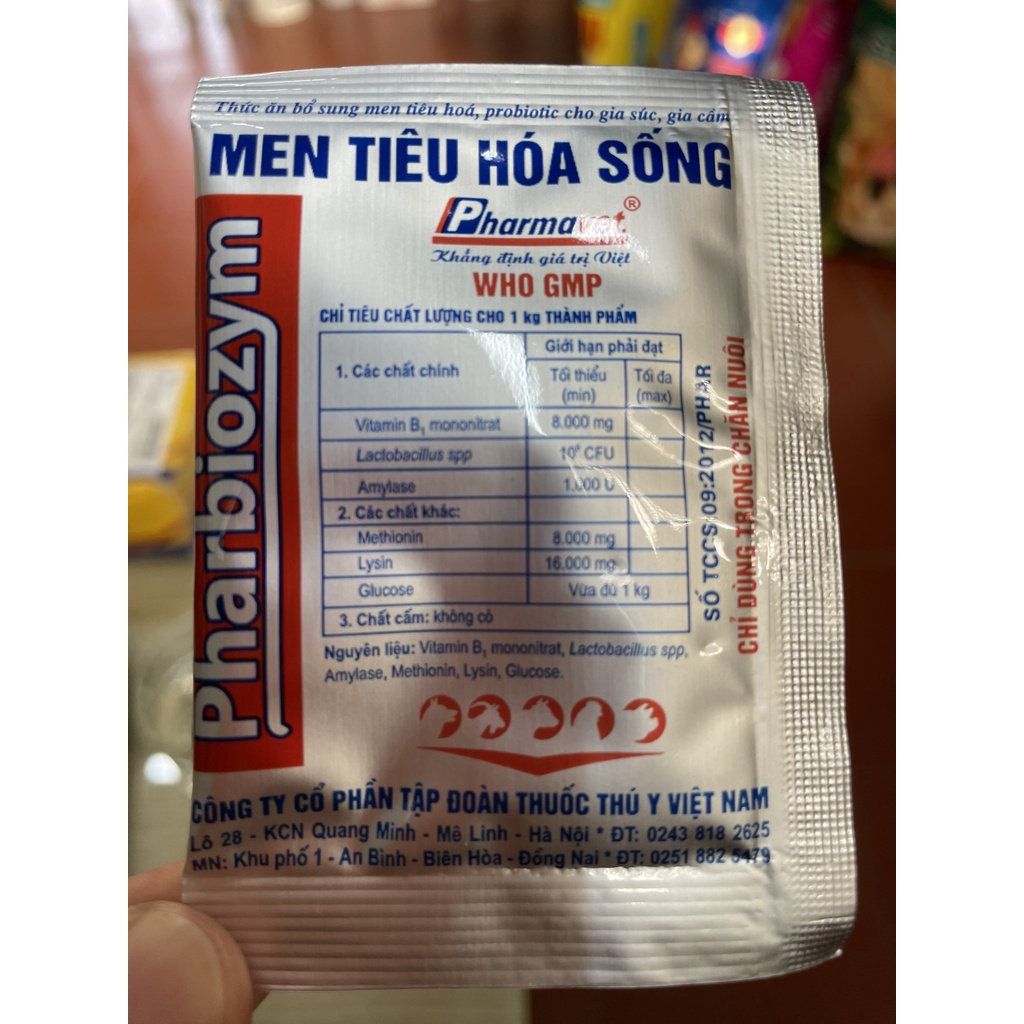 Thức ăn bổ sung men tiêu hoá, probiotic cho gia súc, gia cầm
MEN TIÊU HÓA SỐNG
Pharbiozym
Pharmavet ®
Khẳng định giá trị Việt
WHO GMP
CHỈ TIÊU CHẤT LƯỢNG CHO 1 kg THÀNH PHẨM
1. Các chất chính
Giới hạn phải đạt
Tối thiểu (min)
Tối đa (max)
Vitamin B₁ mononitrat 8.000 mg
Lactobacillus spp CFU
Amylase 1.000 U
2. Các chất khác:
Methionin 8.000 mg
Lysin 16.000 mg
Glucose Vừa đủ 1 kg
3. Chất cấm: không có
Nguyên liệu: Vitamin B₁ mononitrat, Lactobacillus spp,
Amylase, Methionin, Lysin, Glucose.
SỐ TCCS:09:2012/PHAR
CHỈ DÙNG TRONG CHĂN NUÔI
CÔNG TY CỔ PHẦN TẬP ĐOÀN THUỐC THÚ Y VIỆT NAM
Lô 28 - KCN Quang Minh - Mê Linh - Hà Nội * ĐT: 0243 818 2625
MN: Khu phố 1 - An Bình - Biên Hòa - Đồng Nai * ĐT: 0251 882 5479